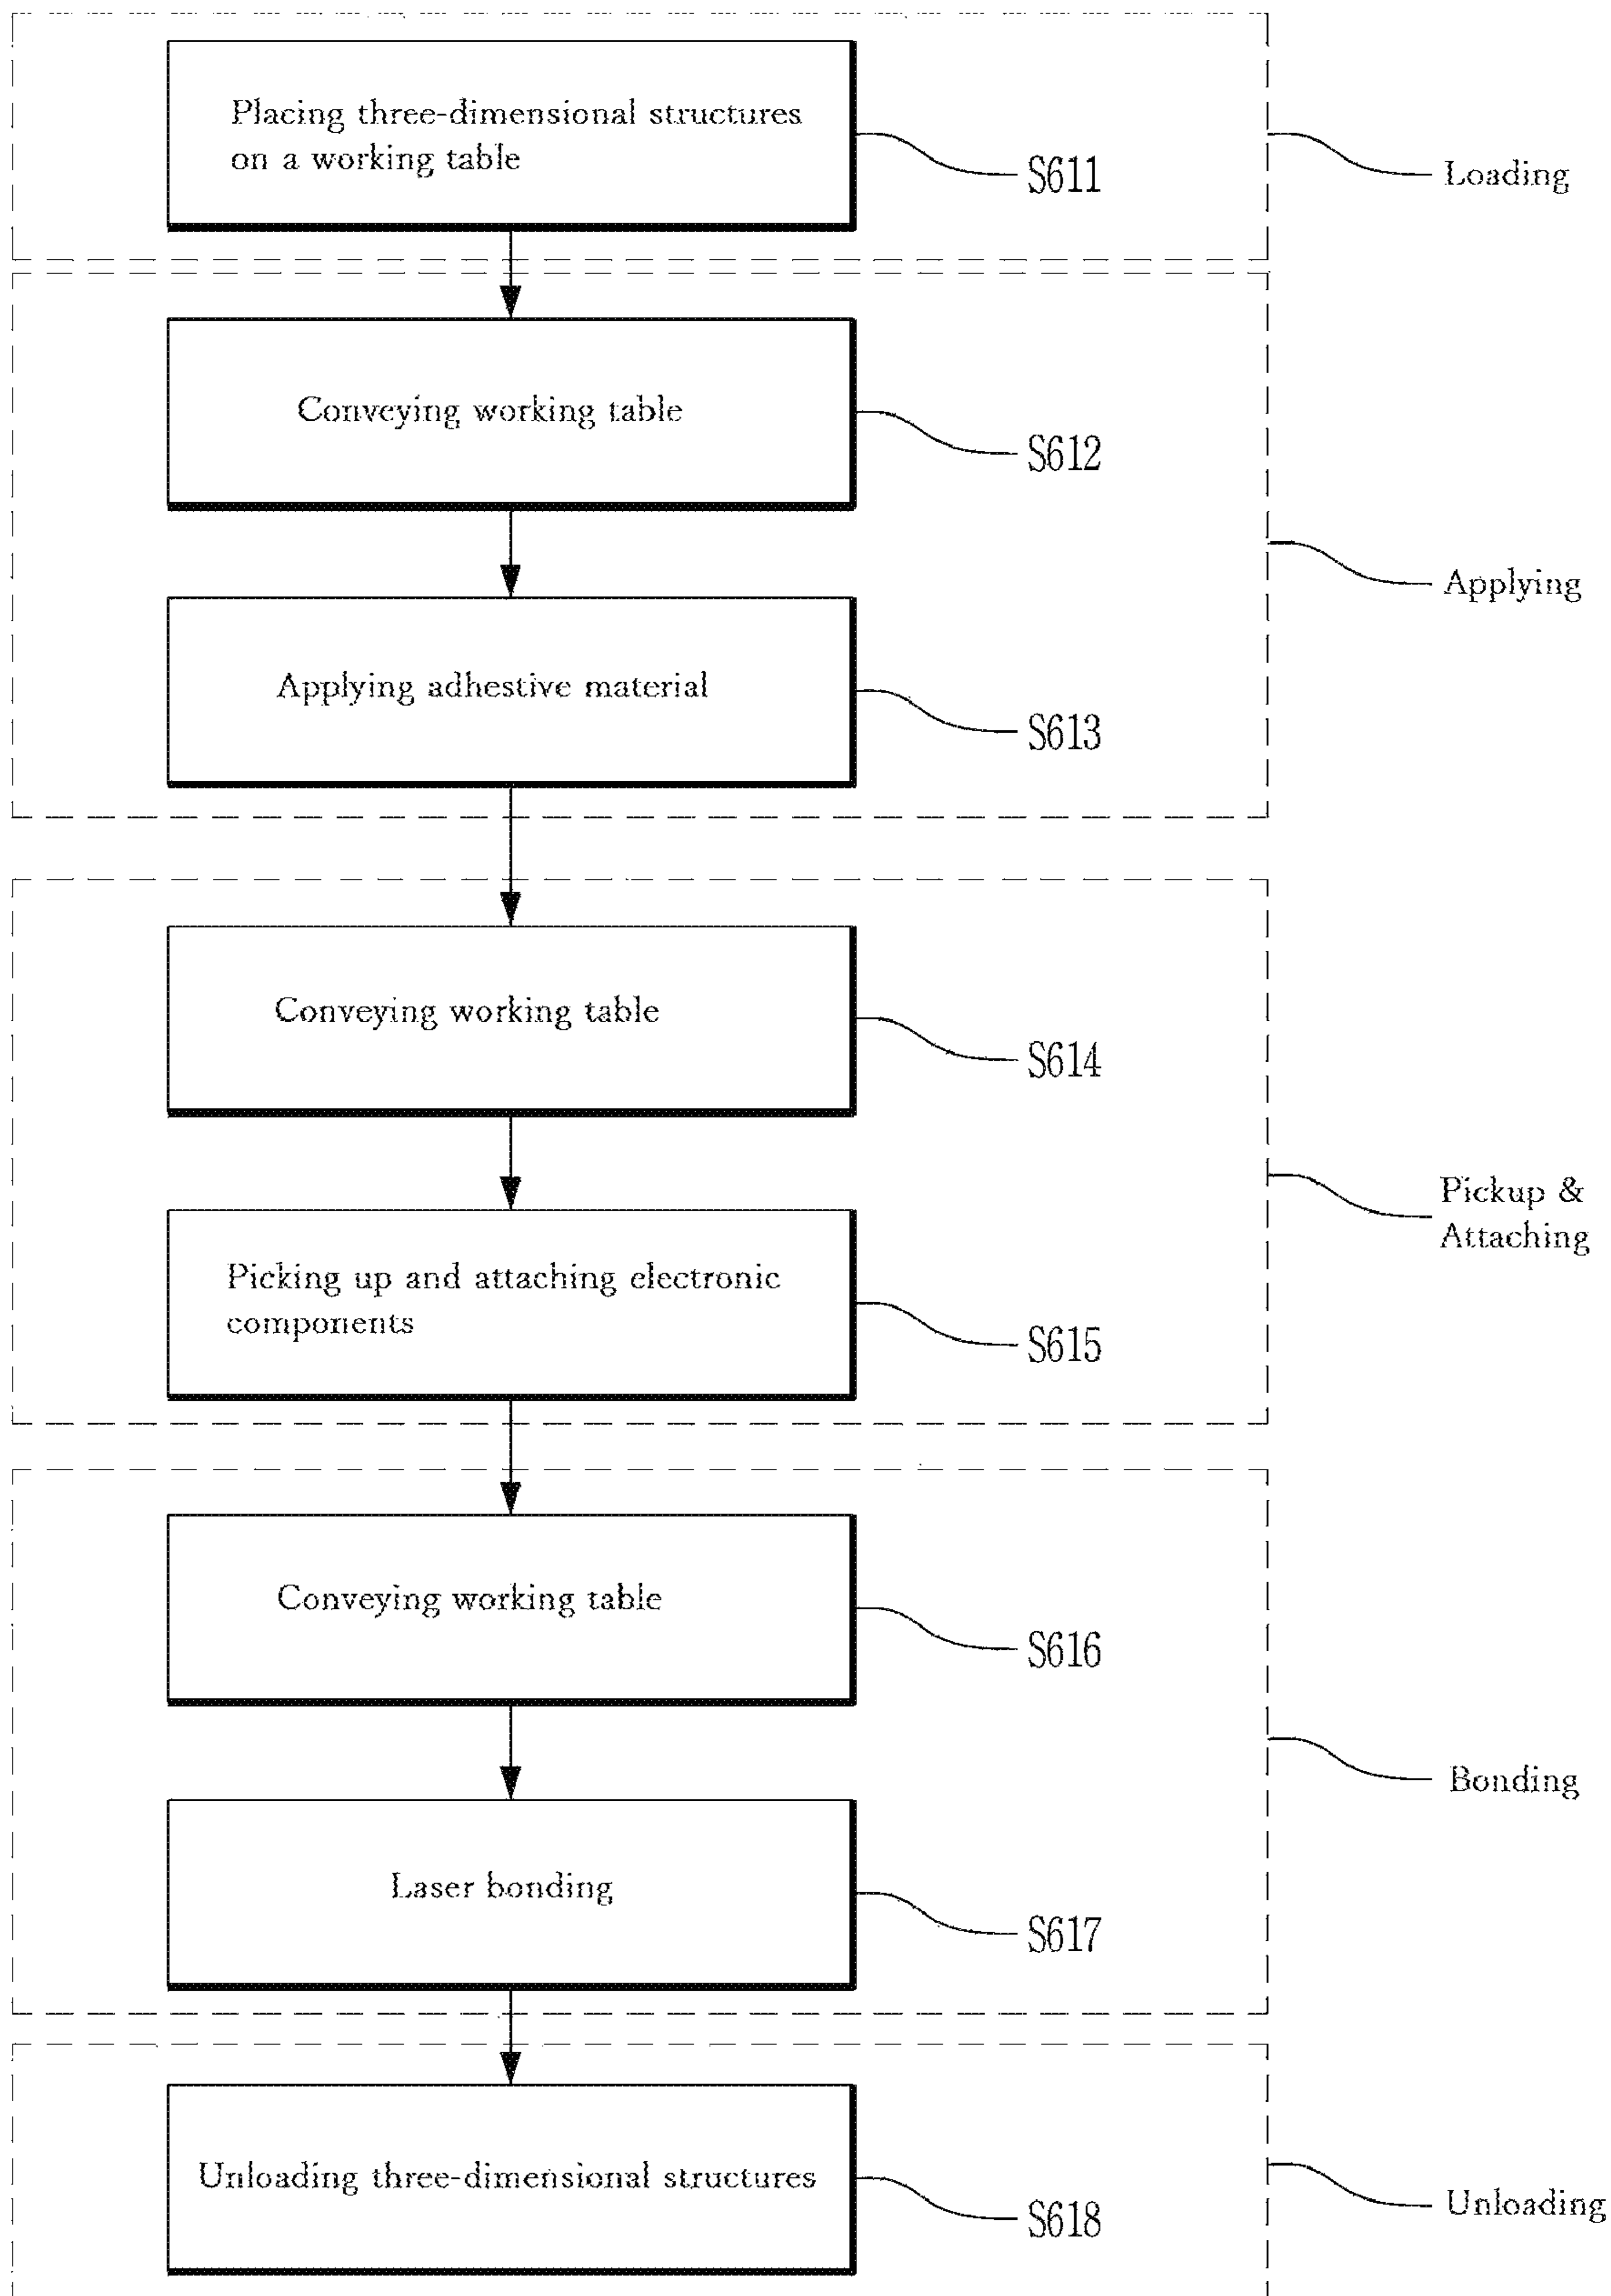 Placing three-dimensional structures
on a working table
S611
Loading
Conveying working table
S612
Applying
Applying adhestive material
S613
Conveying working table
S614
Pickup &
Attaching
Picking up and attaching electronic
components
S615
Conveying working table
S616
Bonding
Laser bonding
S617
Unloading three-dimensional structures
S618
Unloading